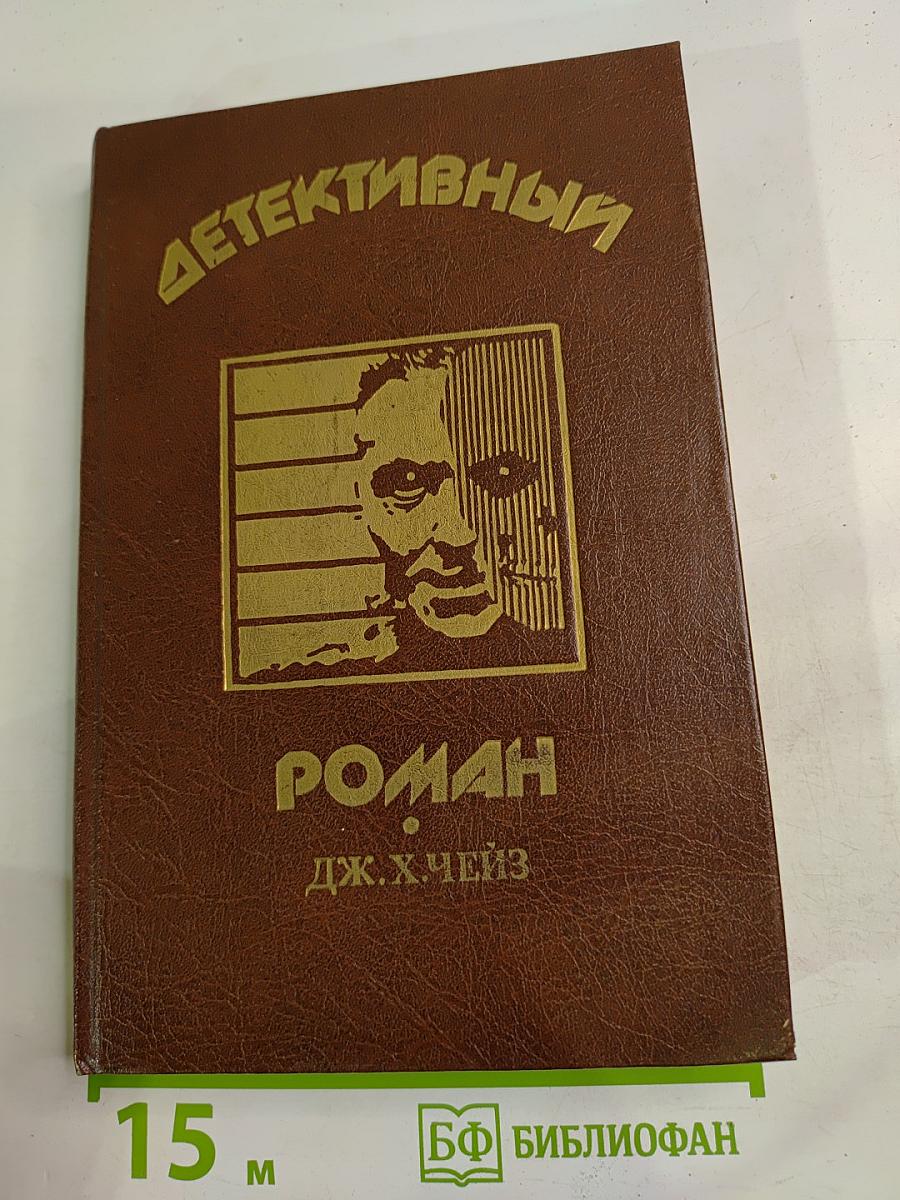 ДЕТЕКТИВНЫЙ
РОМАН
ДЖ.Х.ЧЕЙЗ
15 м
БФ БИБЛИОФАН